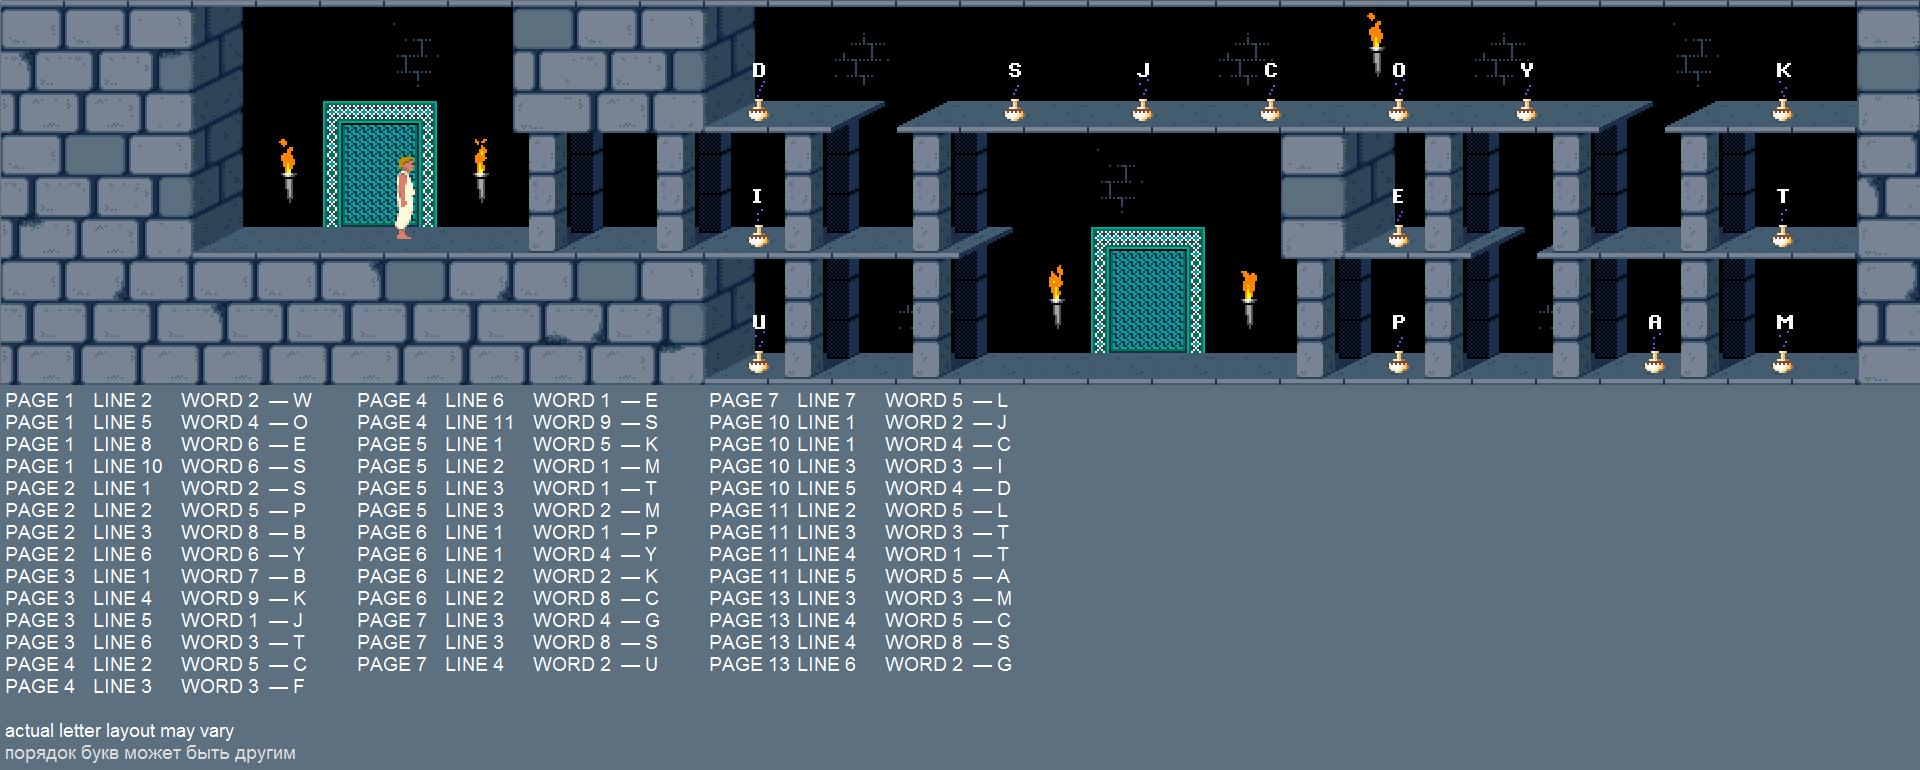 D S J C O Y K
I E T
U P A M
PAGE 1 LINE 2 WORD 2 — W
PAGE 1 LINE 5 WORD 4 — O
PAGE 1 LINE 8 WORD 6 — E
PAGE 1 LINE 10 WORD 6 — S
PAGE 2 LINE 1 WORD 2 — S
PAGE 2 LINE 2 WORD 5 — P
PAGE 2 LINE 3 WORD 8 — B
PAGE 2 LINE 6 WORD 6 — Y
PAGE 3 LINE 1 WORD 7 — B
PAGE 3 LINE 4 WORD 9 — K
PAGE 3 LINE 5 WORD 1 — J
PAGE 3 LINE 6 WORD 3 — T
PAGE 4 LINE 2 WORD 5 — C
PAGE 4 LINE 3 WORD 3 — F
PAGE 4 LINE 6 WORD 1 — E
PAGE 4 LINE 11 WORD 9 — S
PAGE 5 LINE 1 WORD 5 — K
PAGE 5 LINE 2 WORD 1 — M
PAGE 5 LINE 3 WORD 1 — T
PAGE 5 LINE 3 WORD 2 — M
PAGE 6 LINE 1 WORD 1 — P
PAGE 6 LINE 1 WORD 4 — Y
PAGE 6 LINE 2 WORD 2 — K
PAGE 6 LINE 2 WORD 8 — C
PAGE 7 LINE 3 WORD 4 — G
PAGE 7 LINE 3 WORD 8 — S
PAGE 7 LINE 4 WORD 2 — U
PAGE 7 LINE 7 WORD 5 — L
PAGE 10 LINE 1 WORD 2 — J
PAGE 10 LINE 1 WORD 4 — C
PAGE 10 LINE 3 WORD 3 — I
PAGE 10 LINE 5 WORD 4 — D
PAGE 11 LINE 2 WORD 5 — L
PAGE 11 LINE 3 WORD 3 — T
PAGE 11 LINE 4 WORD 1 — T
PAGE 11 LINE 5 WORD 5 — A
PAGE 13 LINE 3 WORD 3 — M
PAGE 13 LINE 4 WORD 5 — C
PAGE 13 LINE 4 WORD 8 — S
PAGE 13 LINE 6 WORD 2 — G
actual letter layout may vary
порядок букв может быть другим